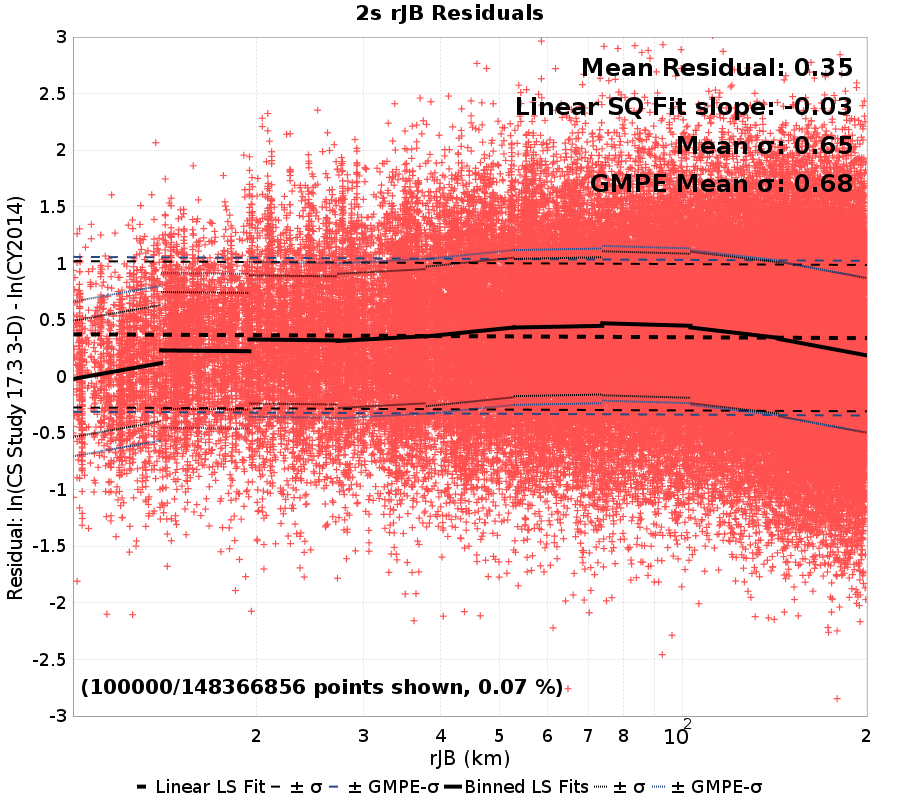 2s rJB Residuals
Mean Residual: 0.35
Linear SQ Fit slope: -0.03
Mean σ: 0.65
GMPE Mean σ: 0.68
Residual: ln(CS Study 17.3 3-D) - ln(CY2014)
3
2.5
2
1.5
1
0.5
0
-0.5
-1
-1.5
-2
-2.5
-3
(100000/148366856 points shown, 0.07 %)
2 3 4 5 6 7 8 10² 2
rJB (km)
Linear LS Fit ± σ ± GMPE-σ Binned LS Fits ± σ ± GMPE-σ